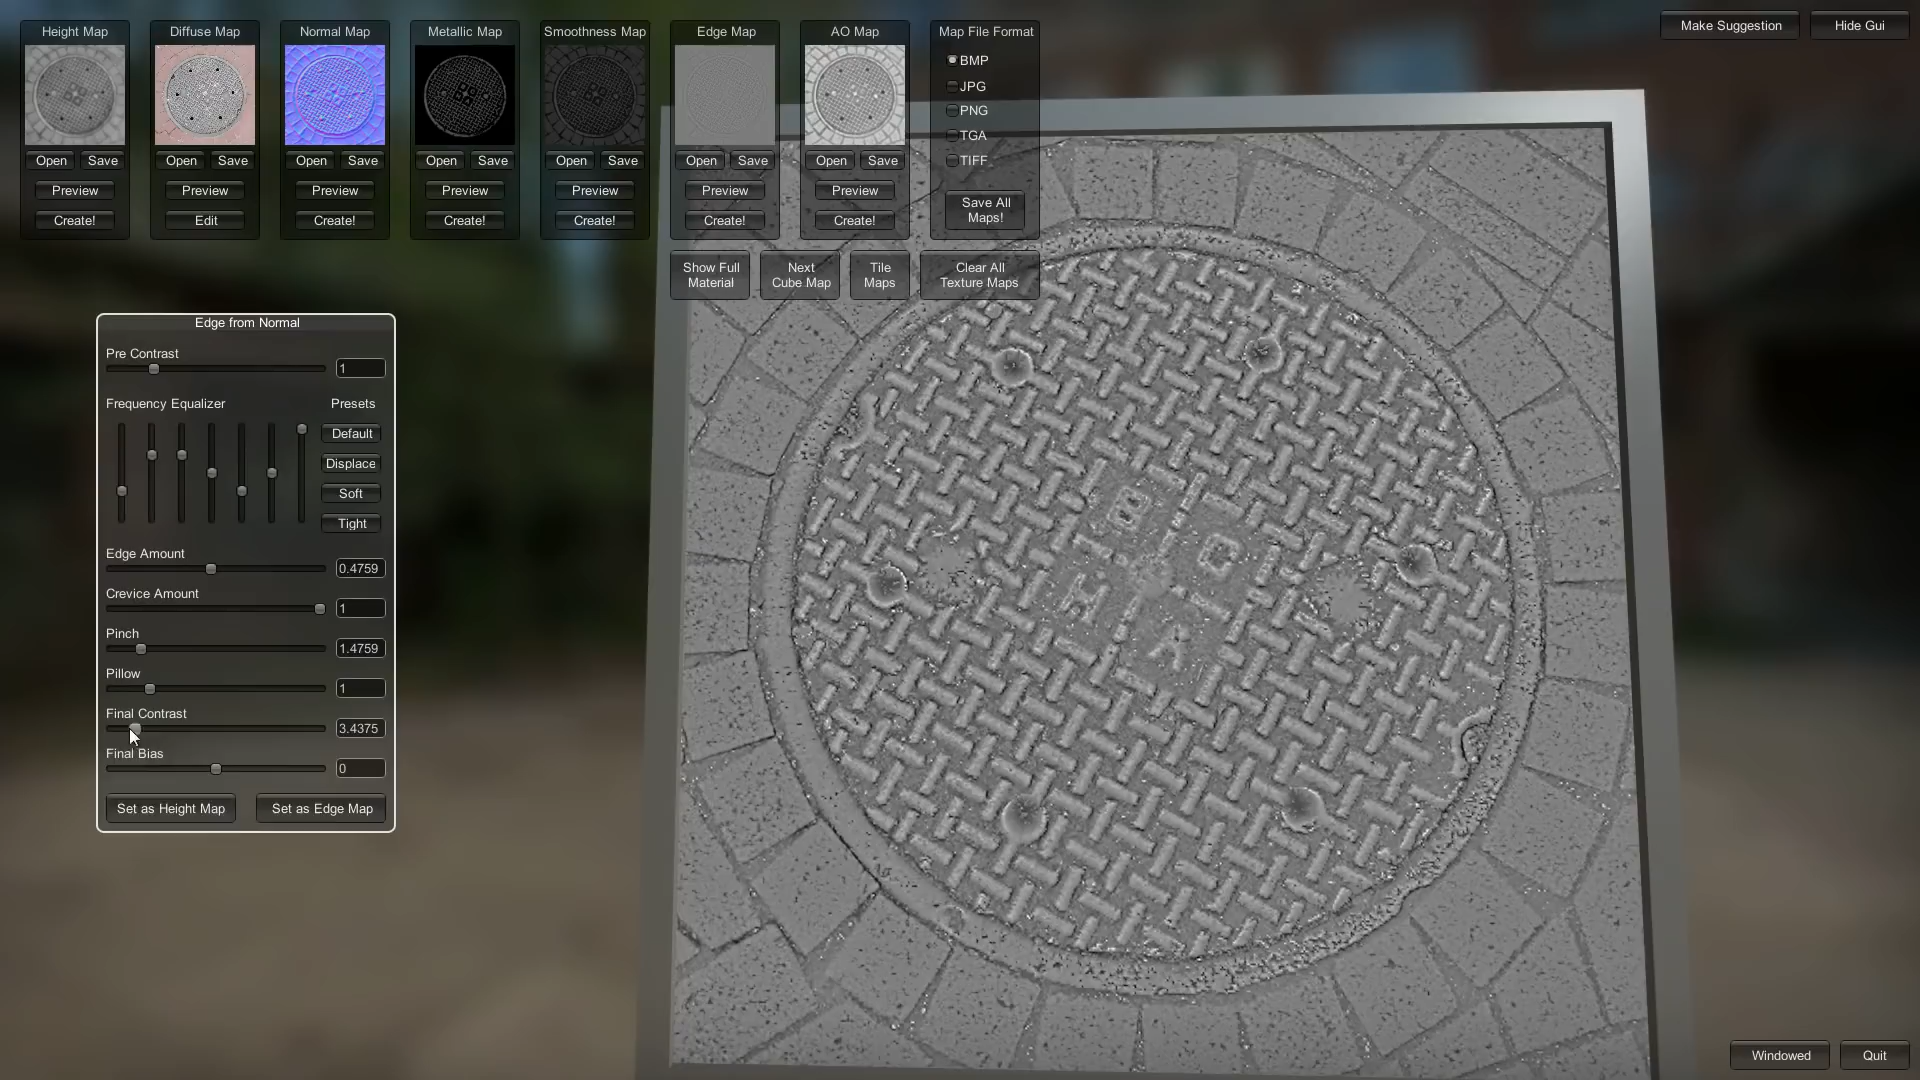 Height Map
Diffuse Map
Normal Map
Metallic Map
Smoothness Map
Edge Map
AO Map
Map File Format
Make Suggestion
Hide Gui
BMP
JPG
PNG
TGA
TIFF
Open Save
Open Save
Open Save
Open Save
Open Save
Open Save
Open Save
Preview
Preview
Preview
Preview
Preview
Preview
Preview
Create!
Edit
Create!
Create!
Create!
Create!
Create!
Save All
Maps!
Show Full
Material
Next
Cube Map
Tile
Maps
Clear All
Texture Maps
Edge from Normal
Pre Contrast
1
Frequency Equalizer
Presets
Default
Displace
Soft
Tight
Edge Amount
0.4759
Crevice Amount
1
Pinch
1.4759
Pillow
1
Final Contrast
3.4375
Final Bias
0
Set as Height Map
Set as Edge Map
B
C
H
X
Windowed
Quit